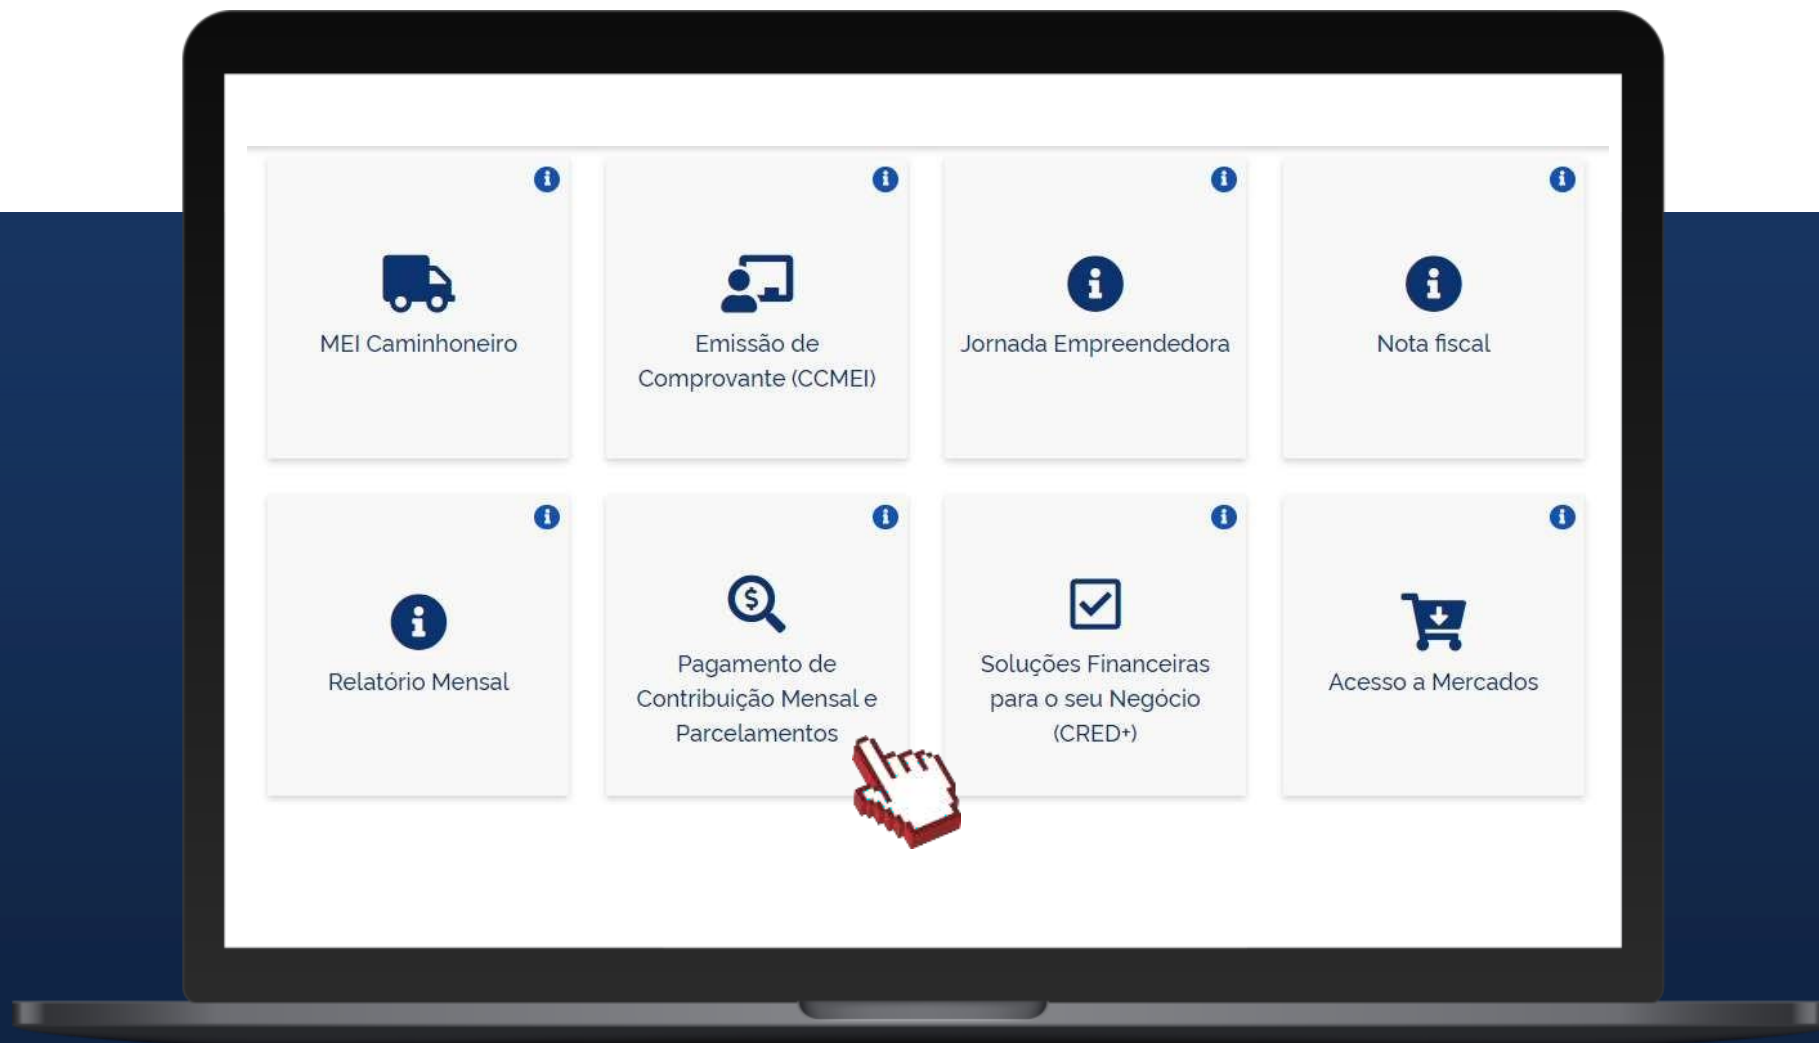 MEI Caminhoneiro
Emissão de
Comprovante (CCMEI)
Jornada Empreendedora
Nota fiscal
Relatório Mensal
Pagamento de
Contribuição Mensal e
Parcelamentos
Soluções Financeiras
para o seu Negócio
(CRED+)
Acesso a Mercados